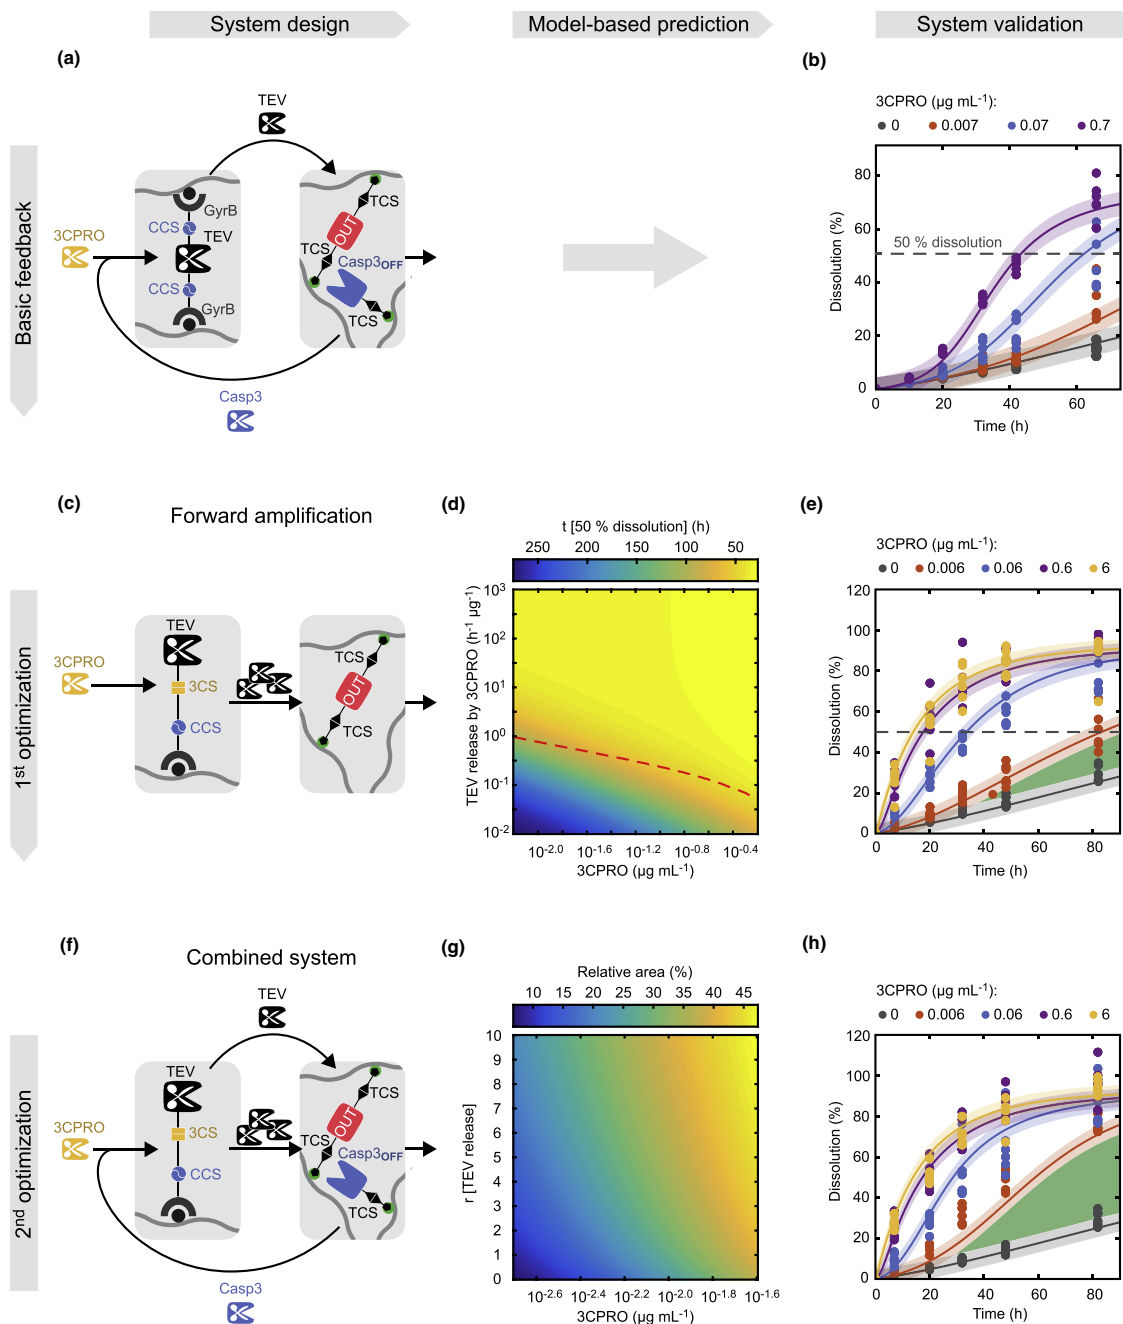 System design
Model-based prediction
System validation
Basic feedback
1st optimization
2nd optimization
(a)
TEV
3CPRO
CCS
GyrB
TEV
CCS
GyrB
TCS
OUT
TCS
Casp3OFF
TCS
Casp3
(b)
3CPRO (µg mL-1):
0 0.007 0.07 0.7
80
60
40
20
0
50 % dissolution
Dissolution (%)
0 20 40 60
Time (h)
(c)
Forward amplification
3CPRO
TEV
3CS
CCS
TCS
OUT
TCS
(d)
t [50 % dissolution] (h)
250 200 150 100 50
TEV release by 3CPRO (h-1 µg-1)
103
102
101
100
10-1
10-2
10-2.0 10-1.6 10-1.2 10-0.8 10-0.4
3CPRO (µg mL-1)
(e)
3CPRO (µg mL-1):
0 0.006 0.06 0.6 6
120
100
80
60
40
20
0
Dissolution (%)
0 20 40 60 80
Time (h)
(f)
Combined system
TEV
3CPRO
TEV
3CS
CCS
TCS
OUT
TCS
Casp3OFF
TCS
Casp3
(g)
Relative area (%)
10 15 20 25 30 35 40 45
r [TEV release]
10
9
8
7
6
5
4
3
2
1
0
10-2.6 10-2.4 10-2.2 10-2.0 10-1.8 10-1.6
3CPRO (µg mL-1)
(h)
3CPRO (µg mL-1):
0 0.006 0.06 0.6 6
120
100
80
60
40
20
0
Dissolution (%)
0 20 40 60 80
Time (h)